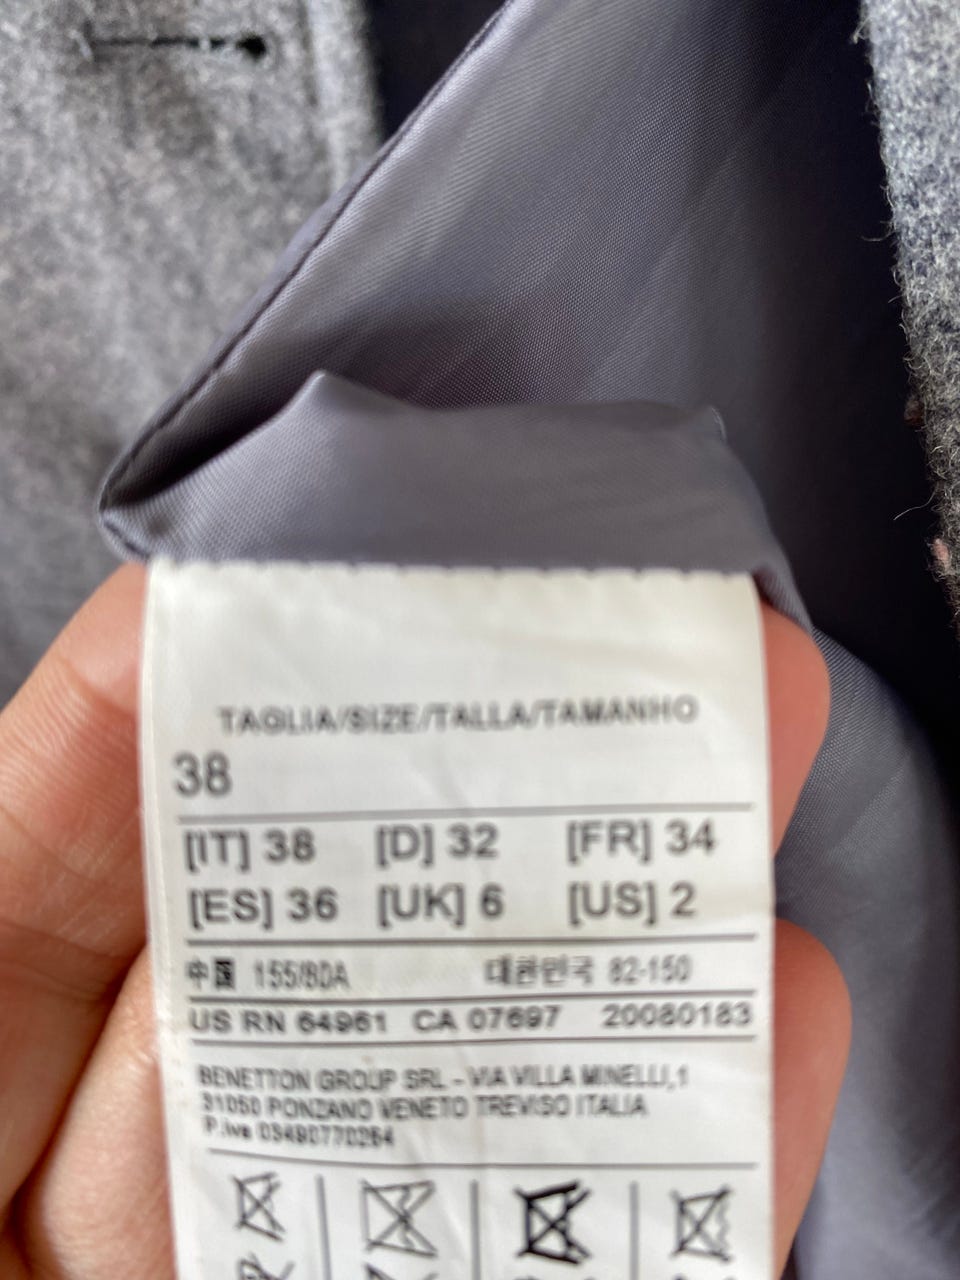 TAGLIA/SIZE/TALLA/TAMANHO
38
[IT] 38 [D] 32 [FR] 34
[ES] 36 [UK] 6 [US] 2
中国 155/80A 대한민국 82-150
US RN 64961 CA 07697 20080183
BENETTON GROUP SRL - VIA VILLA MINELLI,1
31050 PONZANO VENETO TREVISO ITALIA
P.Iva 03490770264